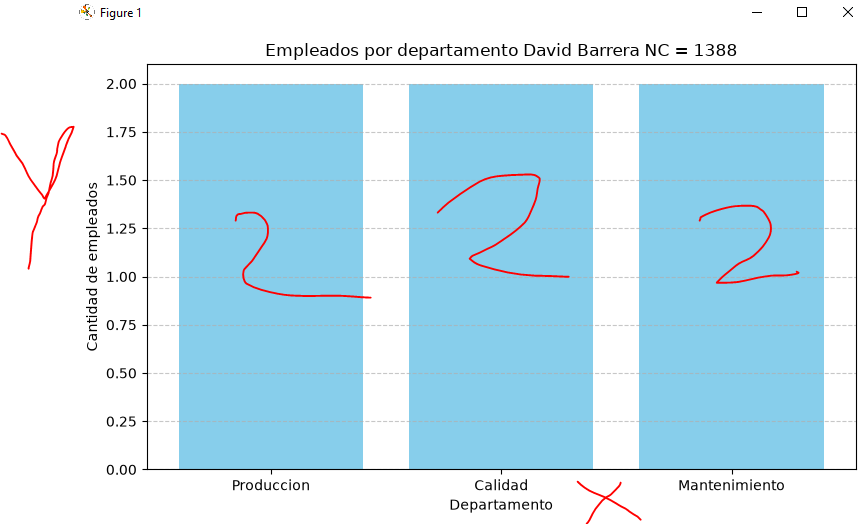 Figure 1
Empleados por departamento David Barrera NC = 1388
Y
Cantidad de empleados
2.00
1.75
1.50
1.25
1.00
0.75
0.50
0.25
0.00
2 2 2
Produccion Calidad Mantenimiento
Departamento
X